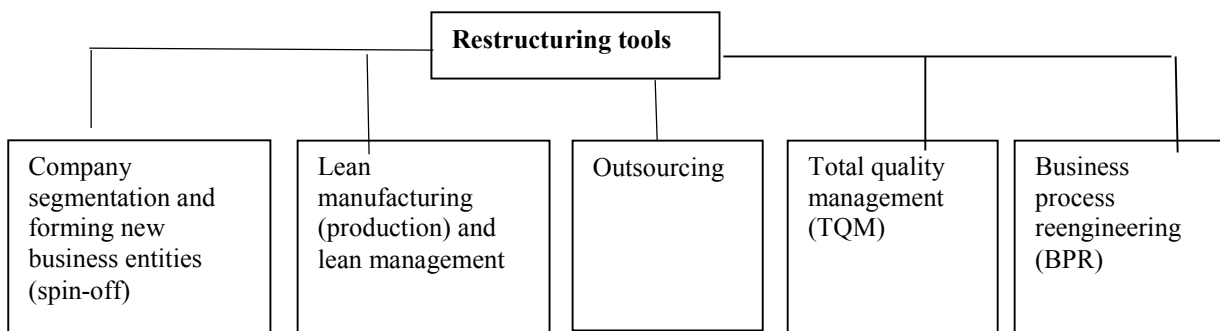 Restructuring tools
Company
segmentation and
forming new
business entities
(spin-off)
Lean
manufacturing
(production) and
lean management
Outsourcing
Total quality
management
(TQM)
Business
process
reengineering
(BPR)